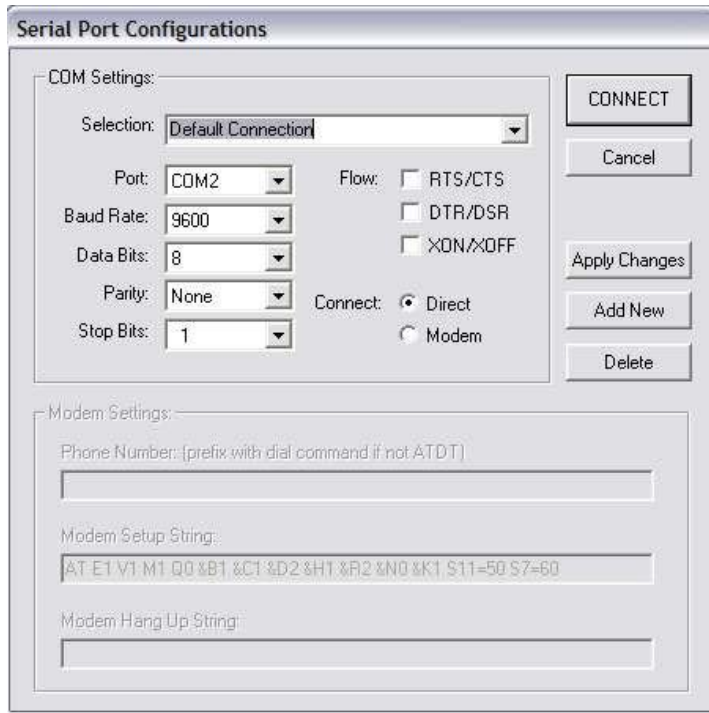 Serial Port Configurations
COM Settings:
Selection: Default Connection
Port: COM2
Baud Rate: 9600
Data Bits: 8
Parity: None
Stop Bits: 1
Flow: RTS/CTS
DTR/DSR
XON/XOFF
Connect: Direct
Modem
CONNECT
Cancel
Apply Changes
Add New
Delete
Modem Settings:
Phone Number: (prefix with dial command if not ATDT)
Modem Setup String:
AT E1 V1 M1 Q0 &B1 &C1 &D2 &H1 &R2 &N0 &K1 S11=50 S7=60
Modem Hang Up String: